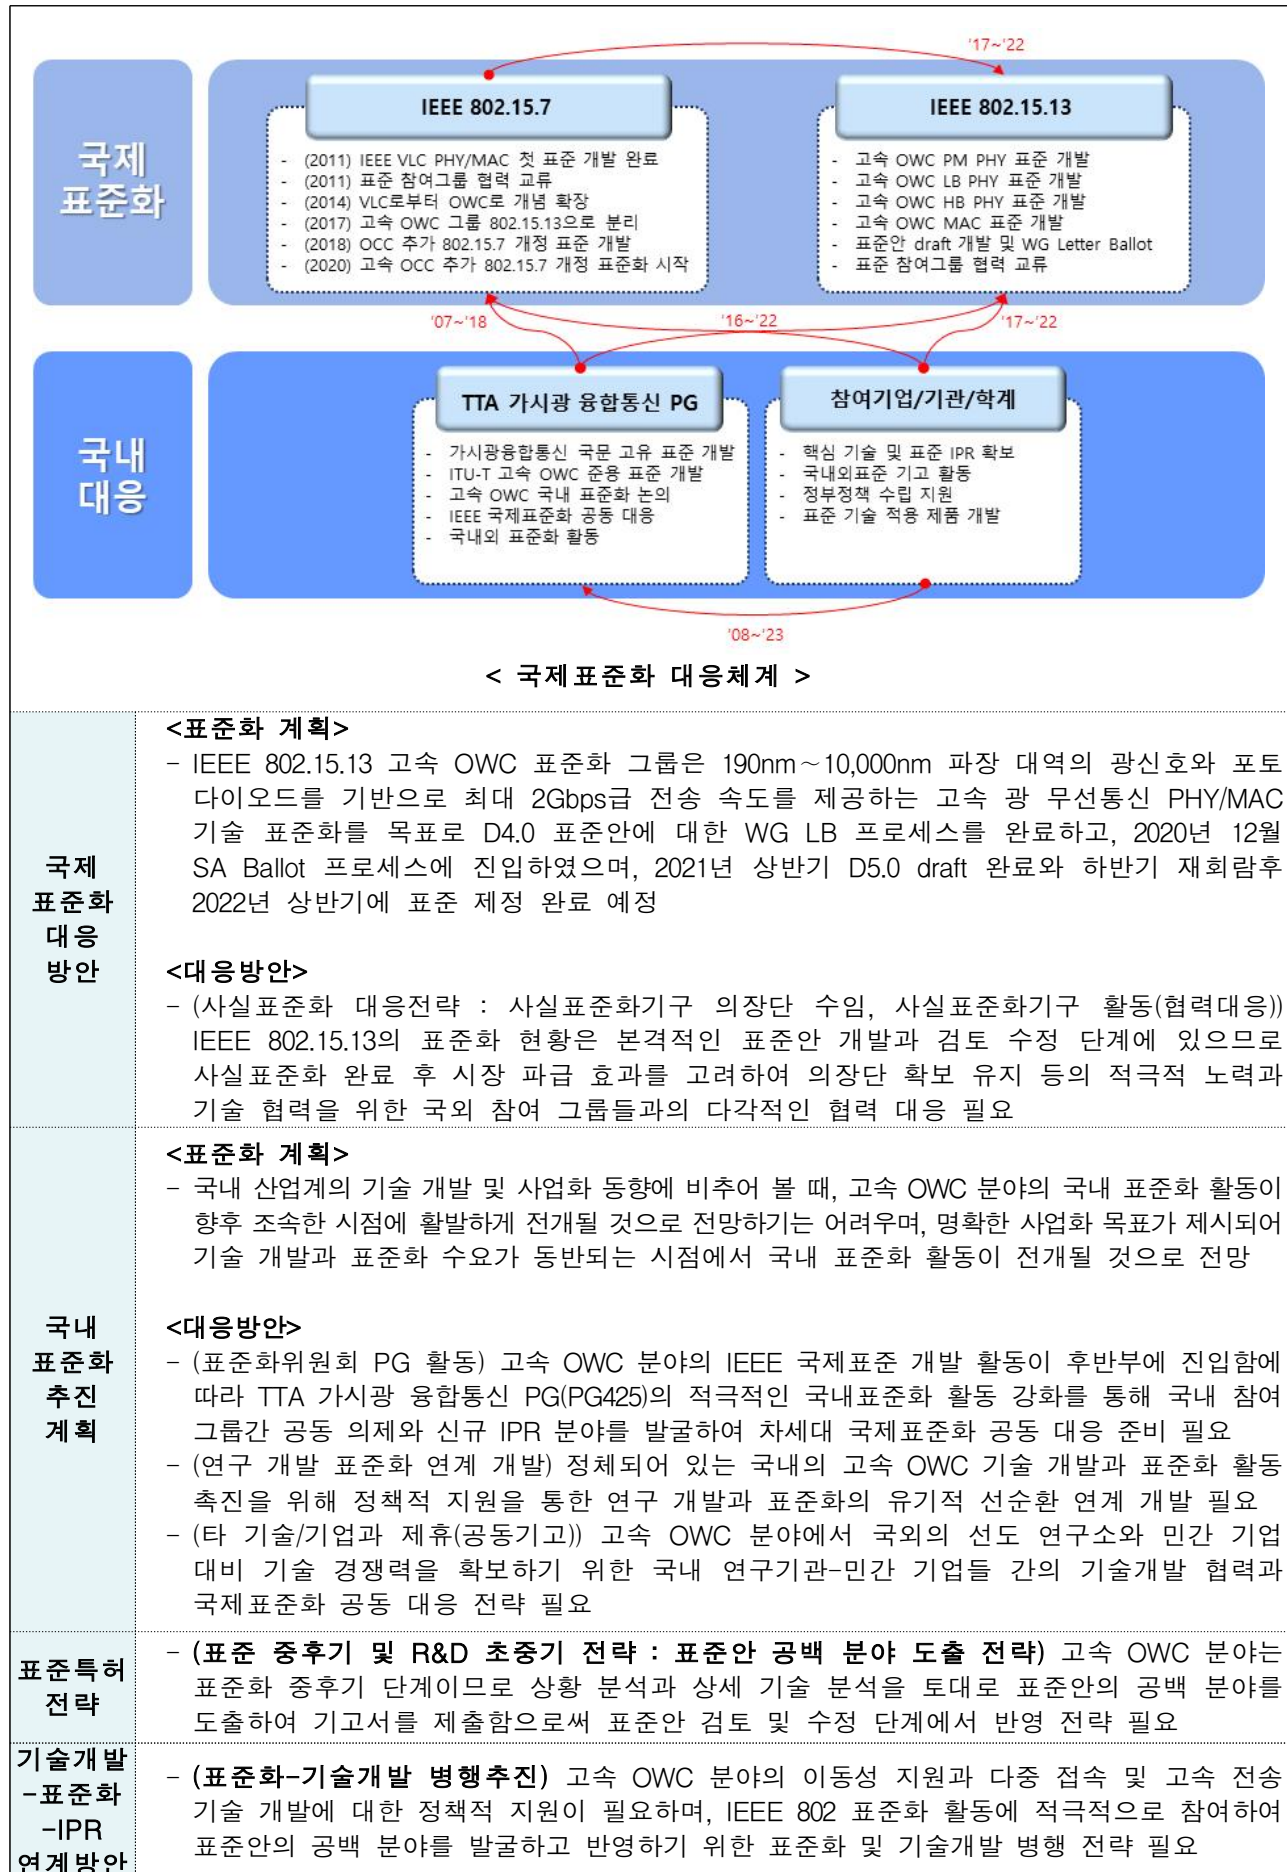 '17~'22
국제
표준화
IEEE 802.15.7
- (2011) IEEE VLC PHY/MAC 첫 표준 개발 완료
- (2011) 표준 참여그룹 협력 교류
- (2014) VLC로부터 OWC로 개념 확장
- (2017) 고속 OWC 그룹 802.15.13으로 분리
- (2018) OCC 추가 802.15.7 개정 표준 개발
- (2020) 고속 OCC 추가 802.15.7 개정 표준화 시작
IEEE 802.15.13
- 고속 OWC PM PHY 표준 개발
- 고속 OWC LB PHY 표준 개발
- 고속 OWC HB PHY 표준 개발
- 고속 OWC MAC 표준 개발
- 표준안 draft 개발 및 WG Letter Ballot
- 표준 참여그룹 협력 교류
'07~'18
'16~'22
'17~'22
국내
대응
TTA 가시광 융합통신 PG
- 가시광융합통신 국문 고유 표준 개발
- ITU-T 고속 OWC 준용 표준 개발
- 고속 OWC 국내 표준화 논의
- IEEE 국제표준화 공동 대응
- 국내외 표준화 활동
참여기업/기관/학계
- 핵심 기술 및 표준 IPR 확보
- 국내외표준 기고 활동
- 정부정책 수립 지원
- 표준 기술 적용 제품 개발
'08~'23
< 국제표준화 대응체계 >
국제
표준화
대응
방안
<표준화 계획>
- IEEE 802.15.13 고속 OWC 표준화 그룹은 190nm~10,000nm 파장 대역의 광신호와 포토
다이오드를 기반으로 최대 2Gbps급 전송 속도를 제공하는 고속 광 무선통신 PHY/MAC
기술 표준화를 목표로 D4.0 표준안에 대한 WG LB 프로세스를 완료하고, 2020년 12월
SA Ballot 프로세스에 진입하였으며, 2021년 상반기 D5.0 draft 완료와 하반기 재회람후
2022년 상반기에 표준 제정 완료 예정
<대응방안>
- (사실표준화 대응전략 : 사실표준화기구 의장단 수임, 사실표준화기구 활동(협력대응))
IEEE 802.15.13의 표준화 현황은 본격적인 표준안 개발과 검토 수정 단계에 있으므로
사실표준화 완료 후 시장 파급 효과를 고려하여 의장단 확보 유지 등의 적극적 노력과
기술 협력을 위한 국외 참여 그룹들과의 다각적인 협력 대응 필요
국내
표준화
추진
계획
<표준화 계획>
- 국내 산업계의 기술 개발 및 사업화 동향에 비추어 볼 때, 고속 OWC 분야의 국내 표준화 활동이
향후 조속한 시점에 활발하게 전개될 것으로 전망하기는 어려우며, 명확한 사업화 목표가 제시되어
기술 개발과 표준화 수요가 동반되는 시점에서 국내 표준화 활동이 전개될 것으로 전망
<대응방안>
- (표준화위원회 PG 활동) 고속 OWC 분야의 IEEE 국제표준 개발 활동이 후반부에 진입함에
따라 TTA 가시광 융합통신 PG(PG425)의 적극적인 국내표준화 활동 강화를 통해 국내 참여
그룹간 공동 의제와 신규 IPR 분야를 발굴하여 차세대 국제표준화 공동 대응 준비 필요
- (연구 개발 표준화 연계 개발) 정체되어 있는 국내의 고속 OWC 기술 개발과 표준화 활동
촉진을 위해 정책적 지원을 통한 연구 개발과 표준화의 유기적 선순환 연계 개발 필요
- (타 기술/기업과 제휴(공동기고)) 고속 OWC 분야에서 국외의 선도 연구소와 민간 기업
대비 기술 경쟁력을 확보하기 위한 국내 연구기관-민간 기업들 간의 기술개발 협력과
국제표준화 공동 대응 전략 필요
표준특허
전략
- (표준 중후기 및 R&D 초중기 전략 : 표준안 공백 분야 도출 전략) 고속 OWC 분야는
표준화 중후기 단계이므로 상황 분석과 상세 기술 분석을 토대로 표준안의 공백 분야를
도출하여 기고서를 제출함으로써 표준안 검토 및 수정 단계에서 반영 전략 필요
기술개발
-표준화
-IPR
연계방안
- (표준화-기술개발 병행추진) 고속 OWC 분야의 이동성 지원과 다중 접속 및 고속 전송
기술 개발에 대한 정책적 지원이 필요하며, IEEE 802 표준화 활동에 적극적으로 참여하여
표준안의 공백 분야를 발굴하고 반영하기 위한 표준화 및 기술개발 병행 전략 필요